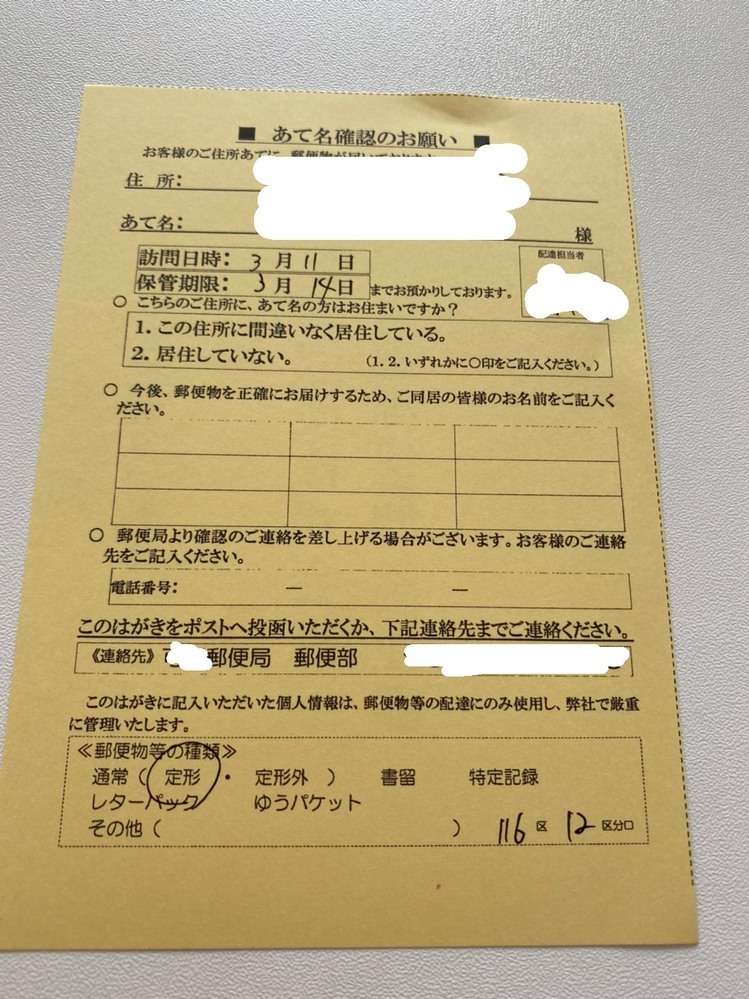 ■ あて名確認のお願い ■
お客様のご住所あてに、郵便物が届いております
住 所：
あて名：
様
訪問日時： 3月11日
配達担当者
保管期限： 3月14日 までお預かりしております。
○ こちらのご住所に、あて名の方はお住まいですか？
1．この住所に間違いなく居住している。
2．居住していない。 （1．2．いずれかに○印をご記入ください。）
○ 今後、郵便物を正確にお届けするため、ご同居の皆様のお名前をご記入く
ださい。
○ 郵便局より確認のご連絡を差し上げる場合がございます。お客様のご連絡
先をご記入ください。
電話番号： ― ―
このはがきをポストへ投函いただくか、下記連絡先までご連絡ください。
《連絡先》 郵便局 郵便部
このはがきに記入いただいた個人情報は、郵便物等の配達にのみ使用し、弊社で厳重
に管理いたします。
≪郵便物等の種類≫
通常（ 定形 ・ 定形外 ） 書留 特定記録
レターパック ゆうパケット
その他（ ） 116 区 12 区分口